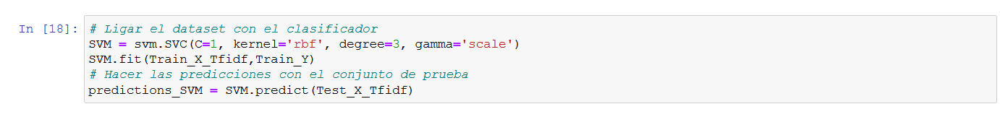 In [18]: # Ligar el dataset con el clasificador
SVM = svm.SVC(C=1, kernel='rbf', degree=3, gamma='scale')
SVM.fit(Train_X_Tfidf,Train_Y)
# Hacer las predicciones con el conjunto de prueba
predictions_SVM = SVM.predict(Test_X_Tfidf)